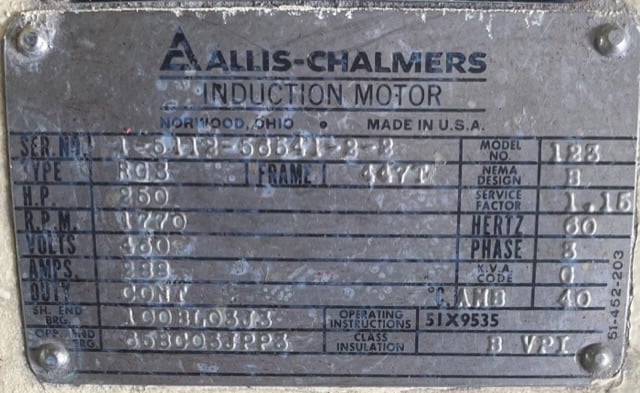 ALLIS-CHALMERS
INDUCTION MOTOR
NORWOOD, OHIO • MADE IN U.S.A.
SER. NO. 1-5112-56541-2-2 MODEL NO. 123
TYPE RGS FRAME 447T NEMA DESIGN B
H.P. 250 SERVICE FACTOR 1.15
R.P.M. 1770 HERTZ 60
VOLTS 460 PHASE 3
AMPS. K.V.A. CODE
DUTY CONT °C.AMB 40
SH. END BRG. 100BL03J3 OPERATING INSTRUCTIONS 51X9535
OPP. END BRG. CLASS INSULATION B VPI
51-452-203